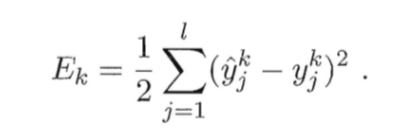 $E_k = \frac{1}{2} \sum_{j=1}^{l} (\hat{y}_j^k - y_j^k)^2 \ .$